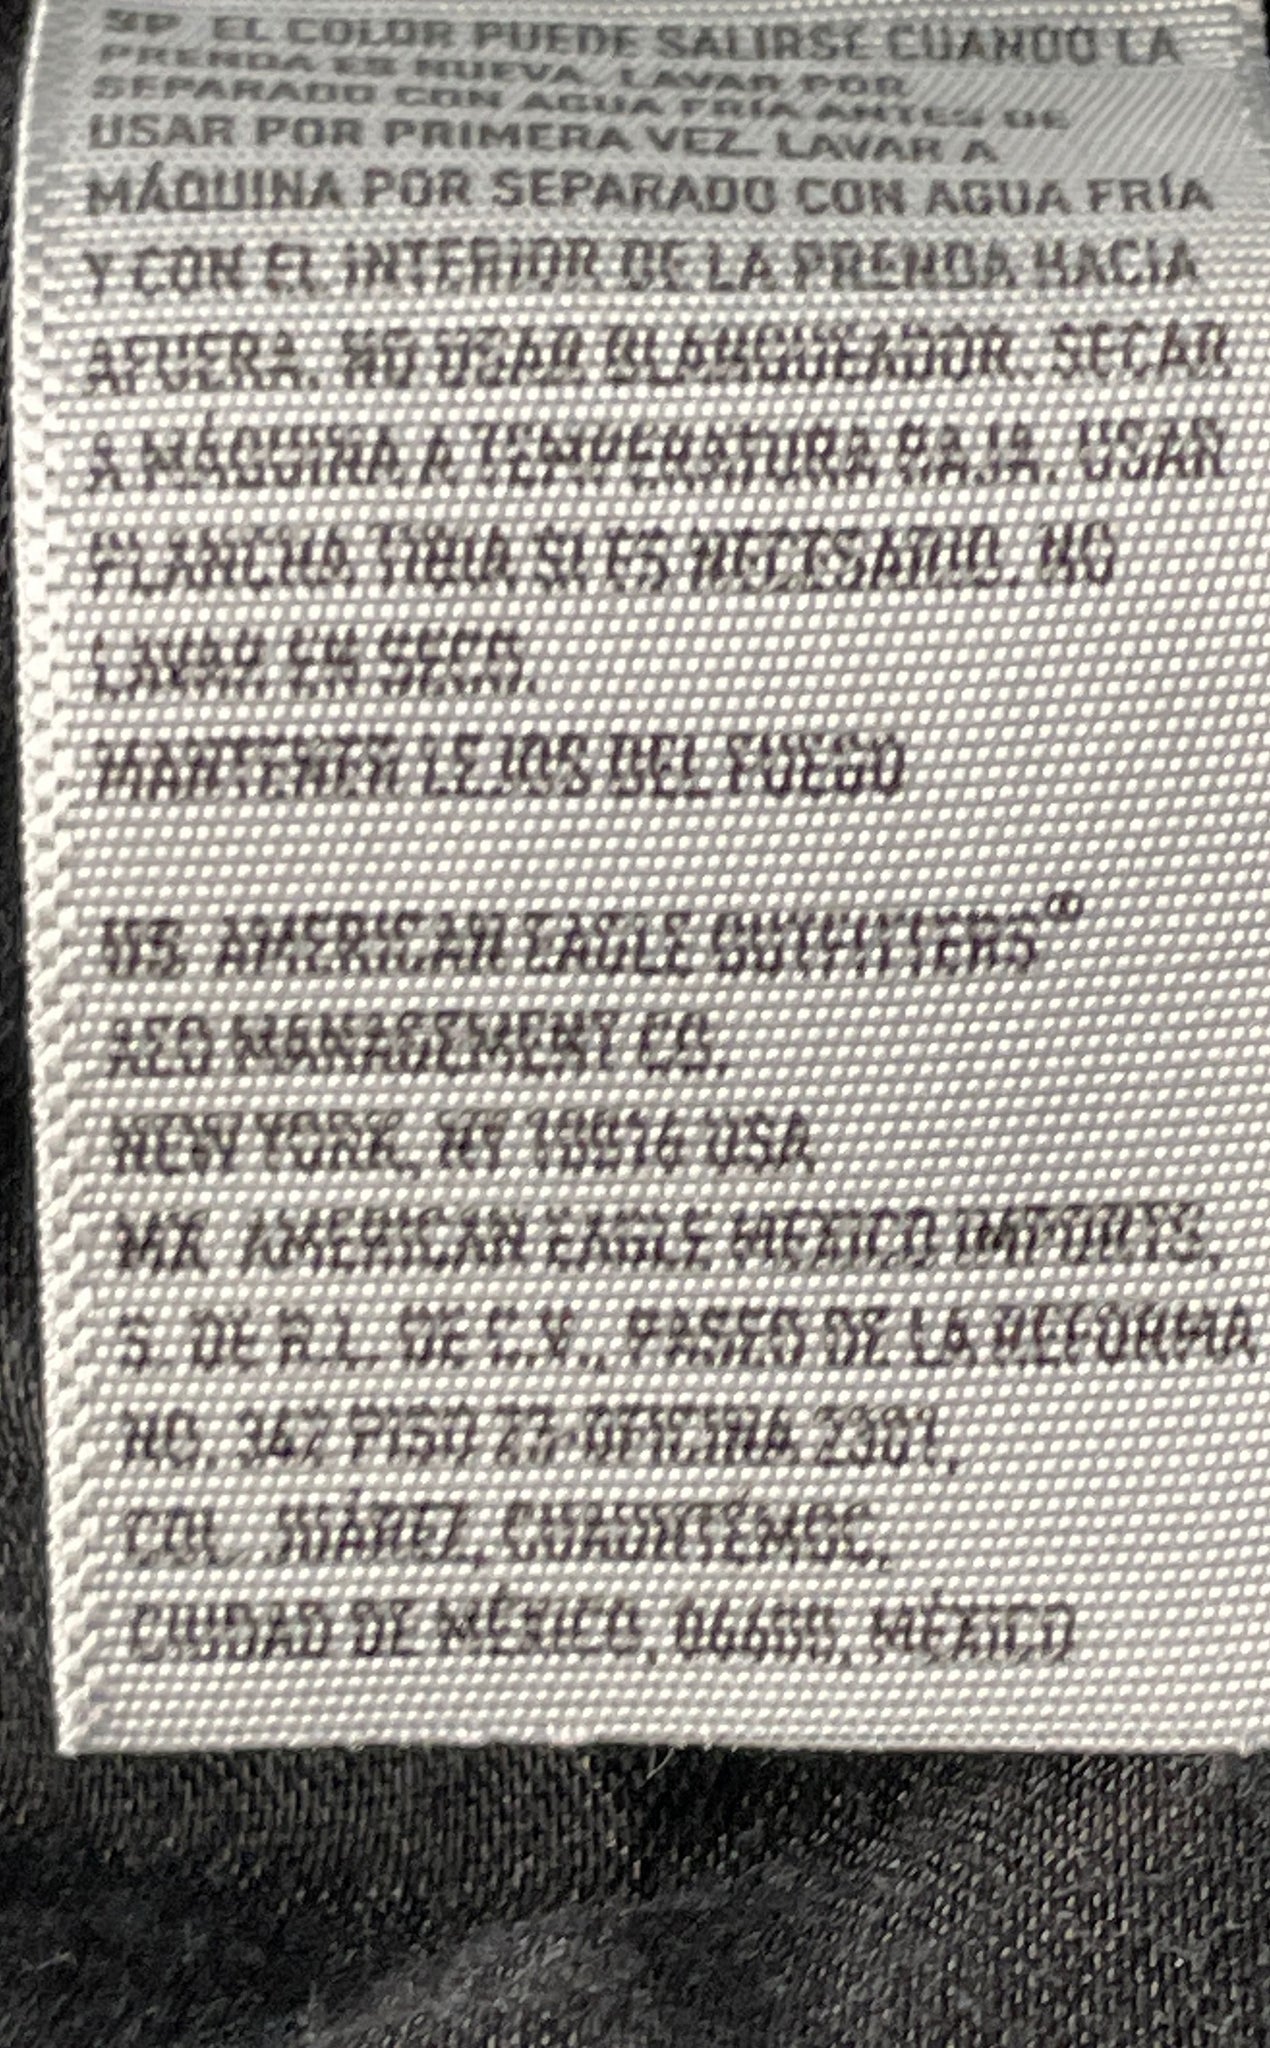 SP EL COLOR PUEDE SALIRSE CUANDO LA
PRENDA ES NUEVA. LAVAR POR
SEPARADO CON AGUA FRÍA ANTES DE
USAR POR PRIMERA VEZ. LAVAR A
MÁQUINA POR SEPARADO CON AGUA FRÍA
Y CON EL INTERIOR DE LA PRENDA HACIA
AFUERA. NO USAR BLANQUEADOR. SECAR
A MÁQUINA A TEMPERATURA BAJA. USAR
PLANCHA TIBIA SI ES NECESARIO. NO
LAVAR EN SECO.
MANTENER LEJOS DEL FUEGO
US AMERICAN EAGLE OUTFITTERS®
AEO MANAGEMENT CO.
NEW YORK, NY USA
MX AMERICAN EAGLE MEXICO IMPORTS,
S. DE R.L. DE C.V., PASEO DE LA REFORMA
NO. 347 PISO 23-OFICINA 2301,
COL. JUÁREZ, CUAUHTÉMOC,
CIUDAD DE MÉXICO, MÉXICO